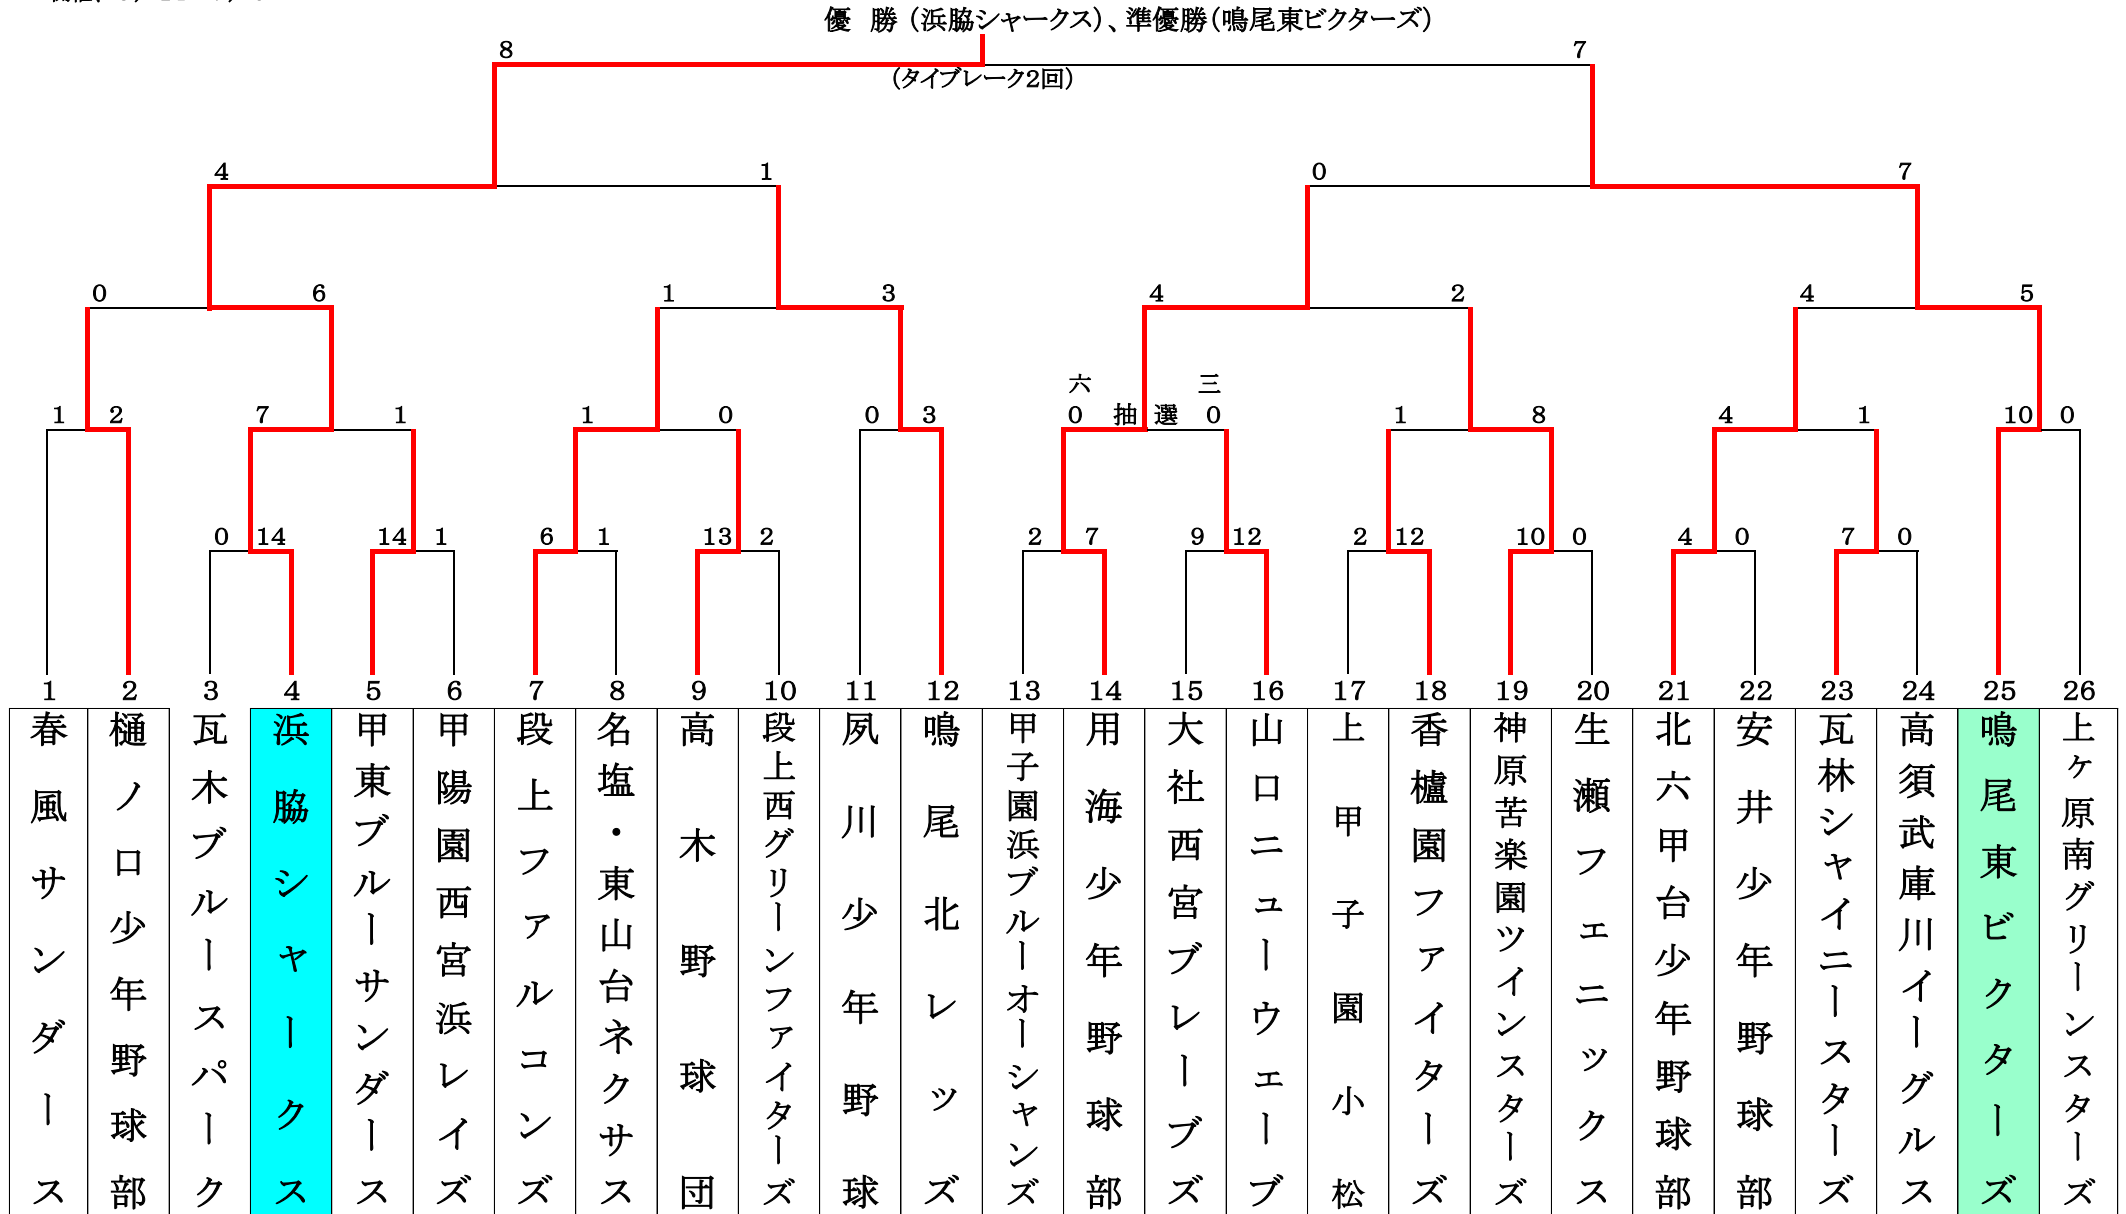 優 勝（浜脇シャークス）、準優勝（鳴尾東ビクターズ）
8 7
（タイブレーク2回）
4 1 0 7
0 6 1 3 4 2 4 5
六 三
1 2 7 1 1 0 0 3 0 抽 選 0 1 8 4 1 10 0
0 14 14 1 6 1 13 2 2 7 9 12 2 12 10 0 4 0 7 0
1 2 3 4 5 6 7 8 9 10 11 12 13 14 15 16 17 18 19 20 21 22 23 24 25 26
春風サンダース
樋ノ口少年野球部
瓦木ブルースパーク
浜脇シャークス
甲東ブルーサンダース
甲陽園西宮浜レイズ
段上ファルコンズ
名塩・東山台ネクサス
高木野球団
段上西グリーンファイターズ
夙川少年野球
鳴尾北レッズ
甲子園浜ブルーオーシャンズ
用海少年野球部
大社西宮ブレーブズ
山口ニューウェーブ
上甲子園小松
香櫨園ファイターズ
神原苦楽園ツインスターズ
生瀬フェニックス
北六甲台少年野球部
安井少年野球部
瓦林シャイニースターズ
高須武庫川イーグルス
鳴尾東ビクターズ
上ヶ原南グリーンスターズ